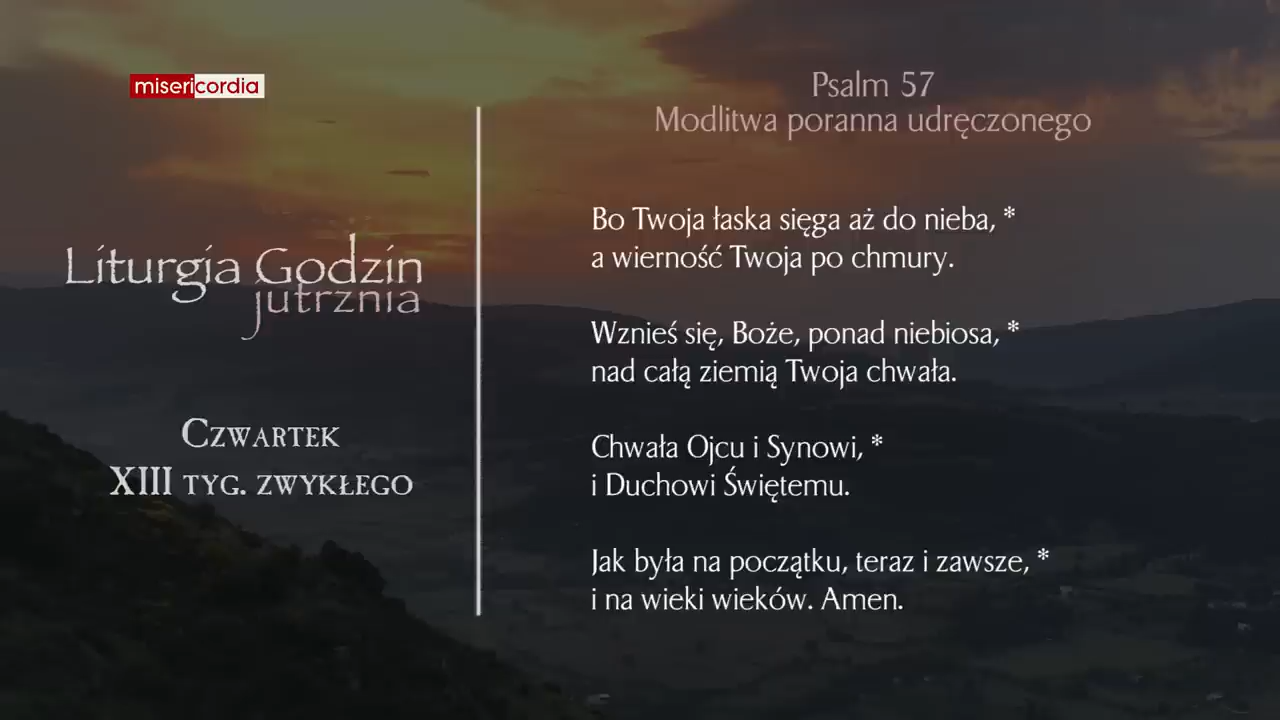 misericordia
Liturgia Godzin
jutrznia
Czwartek
XIII tyg. zwykłego
Psalm 57
Modlitwa poranna udręczonego
Bo Twoja łaska sięga aż do nieba, *
a wierność Twoja po chmury.
Wznieś się, Boże, ponad niebiosa, *
nad całą ziemią Twoja chwała.
Chwała Ojcu i Synowi, *
i Duchowi Świętemu.
Jak była na początku, teraz i zawsze, *
i na wieki wieków. Amen.